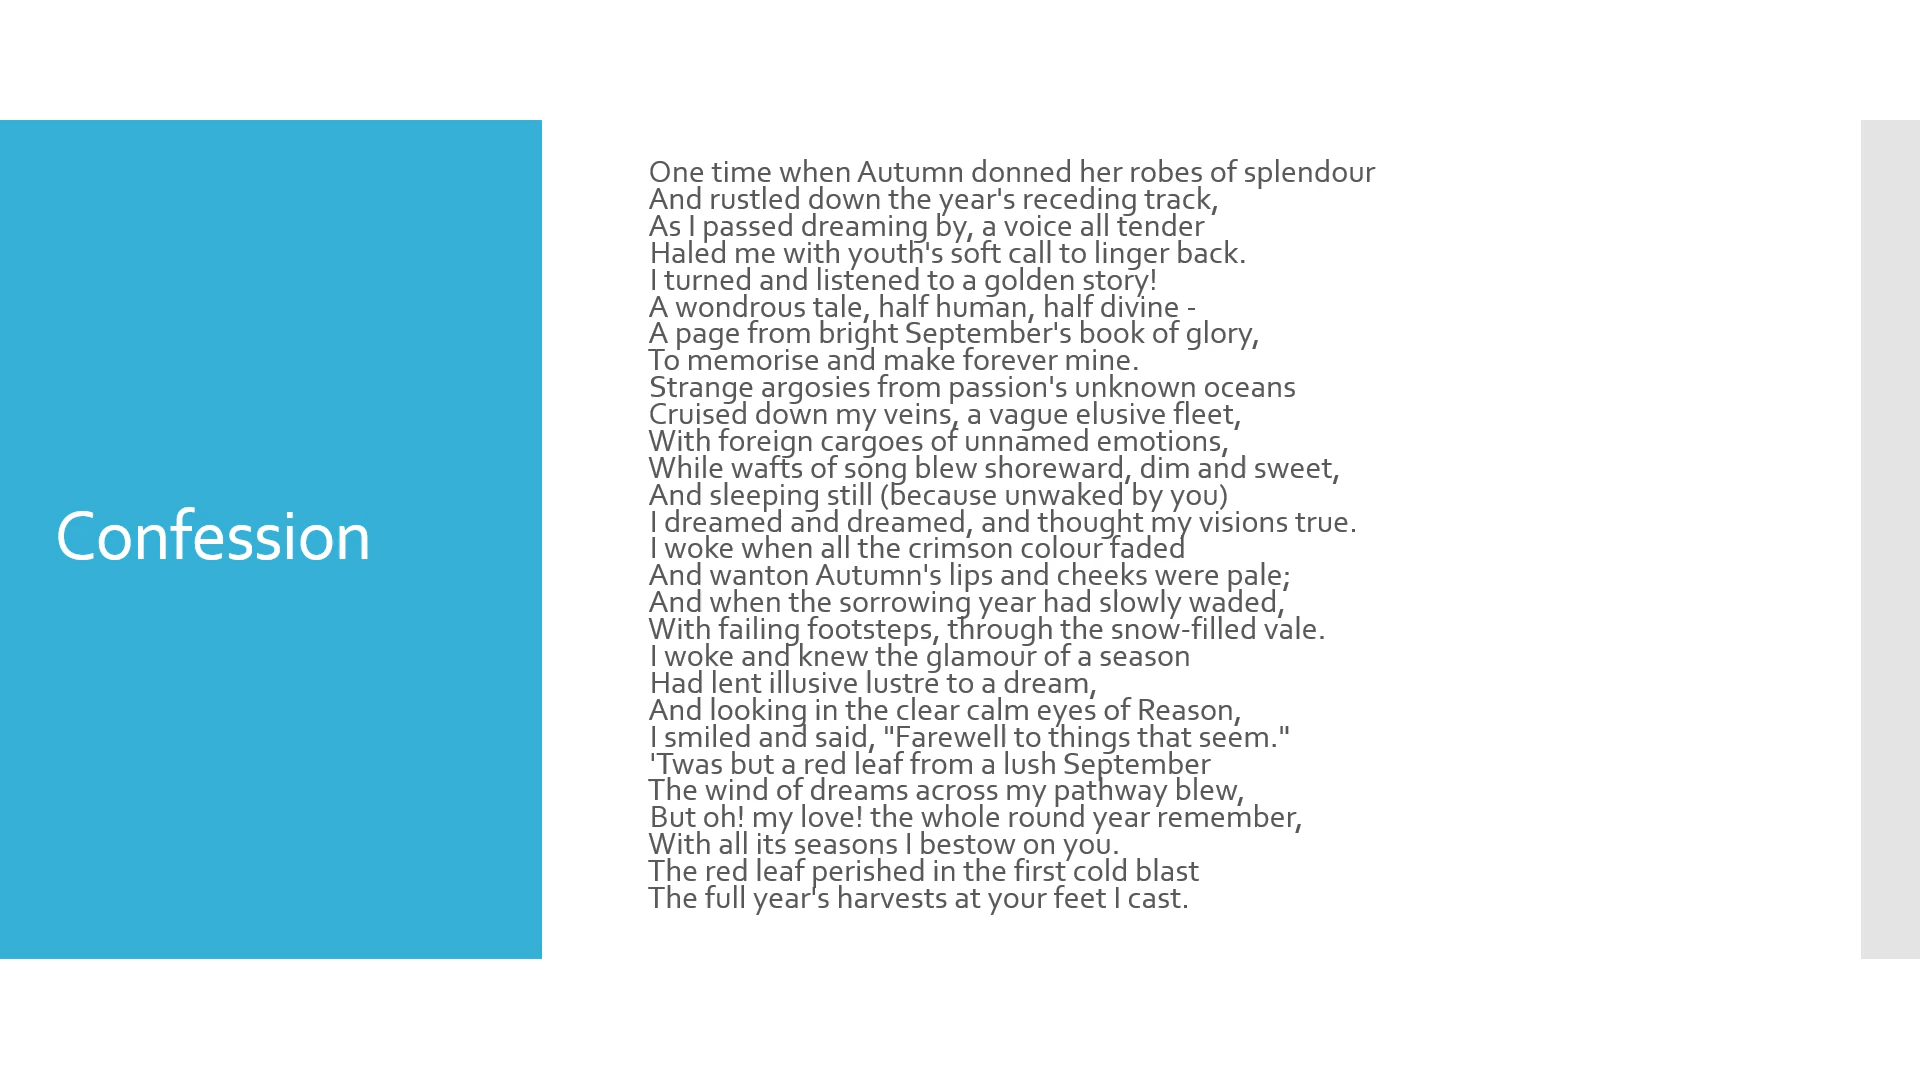 Confession
One time when Autumn donned her robes of splendour
And rustled down the year's receding track,
As I passed dreaming by, a voice all tender
Haled me with youth's soft call to linger back.
I turned and listened to a golden story!
A wondrous tale, half human, half divine -
A page from bright September's book of glory,
To memorise and make forever mine.
Strange argosies from passion's unknown oceans
Cruised down my veins, a vague elusive fleet,
With foreign cargoes of unnamed emotions,
While wafts of song blew shoreward, dim and sweet,
And sleeping still (because unwaked by you)
I dreamed and dreamed, and thought my visions true.
I woke when all the crimson colour faded
And wanton Autumn's lips and cheeks were pale;
And when the sorrowing year had slowly waded,
With failing footsteps, through the snow-filled vale.
I woke and knew the glamour of a season
Had lent illusive lustre to a dream,
And looking in the clear calm eyes of Reason,
I smiled and said, "Farewell to things that seem."
'Twas but a red leaf from a lush September
The wind of dreams across my pathway blew,
But oh! my love! the whole round year remember,
With all its seasons I bestow on you.
The red leaf perished in the first cold blast
The full year's harvests at your feet I cast.